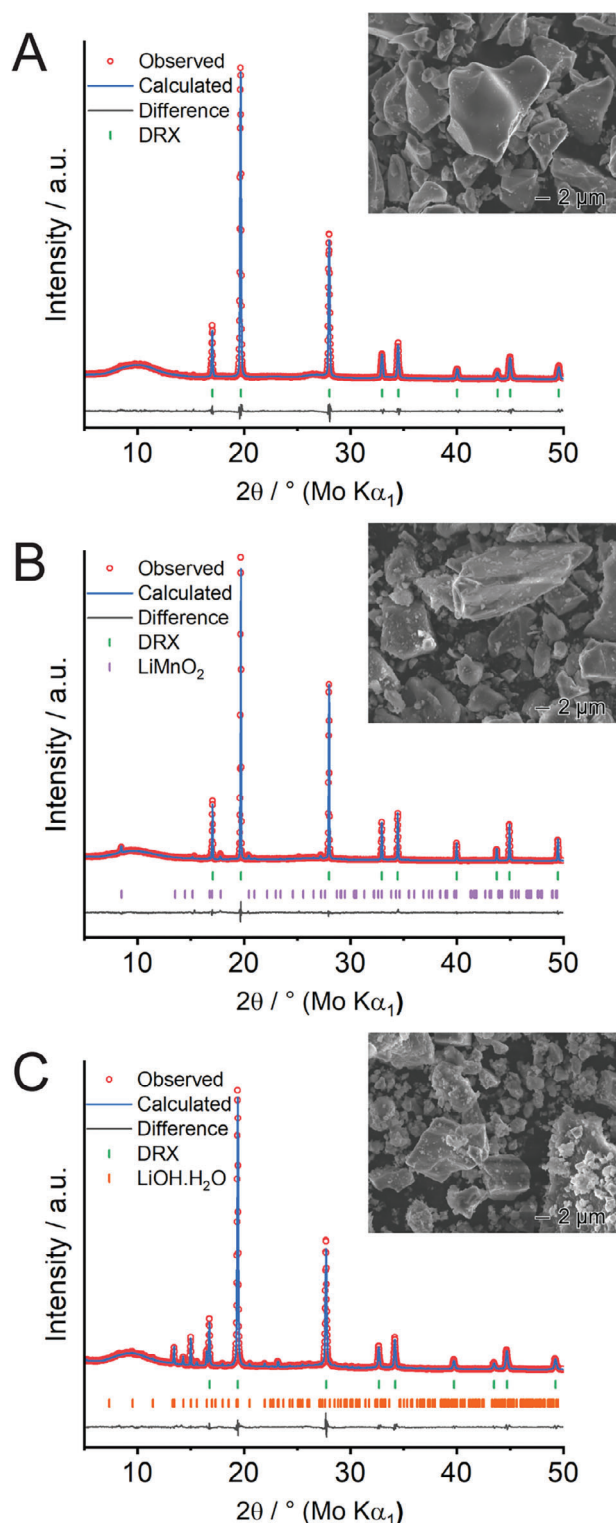 A
Observed
Calculated
Difference
DRX
2 µm
Intensity / a.u.
10 20 30 40 50
2θ / ° (Mo Kα₁)
B
Observed
Calculated
Difference
DRX
LiMnO₂
2 µm
Intensity / a.u.
10 20 30 40 50
2θ / ° (Mo Kα₁)
C
Observed
Calculated
Difference
DRX
LiOH.H₂O
2 µm
Intensity / a.u.
10 20 30 40 50
2θ / ° (Mo Kα₁)